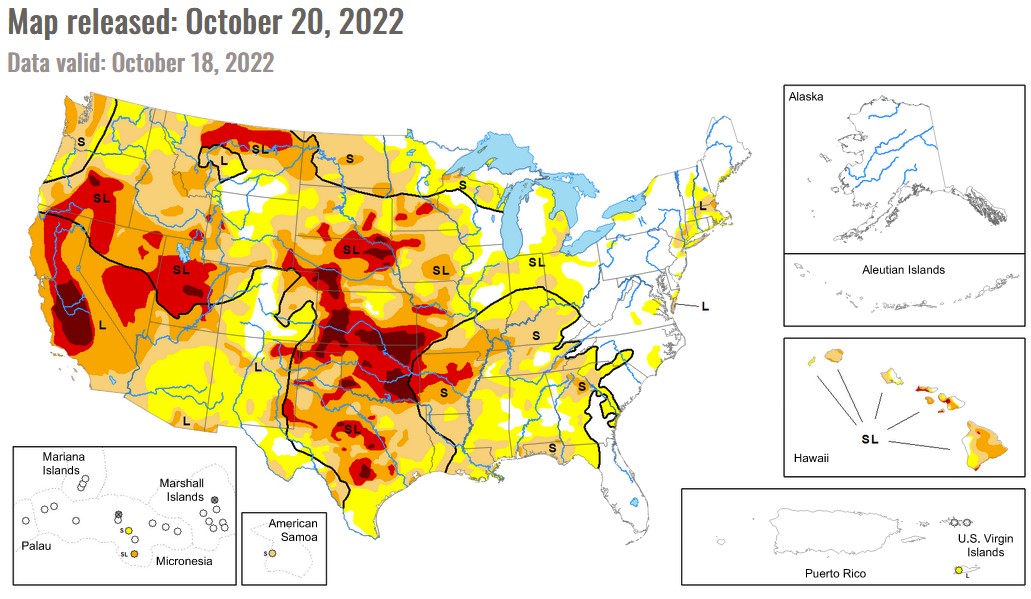 Map released: October 20, 2022
Data valid: October 18, 2022
Alaska
Aleutian Islands
S
L
SL
S
S
SL
L
SL
SL
SL
SL
L
S
L
L
S
S
L
SL
S
SL
Hawaii
Mariana
Islands
Marshall
Islands
S
SL
Palau
Micronesia
American
Samoa
S
U.S. Virgin
Islands
L
Puerto Rico